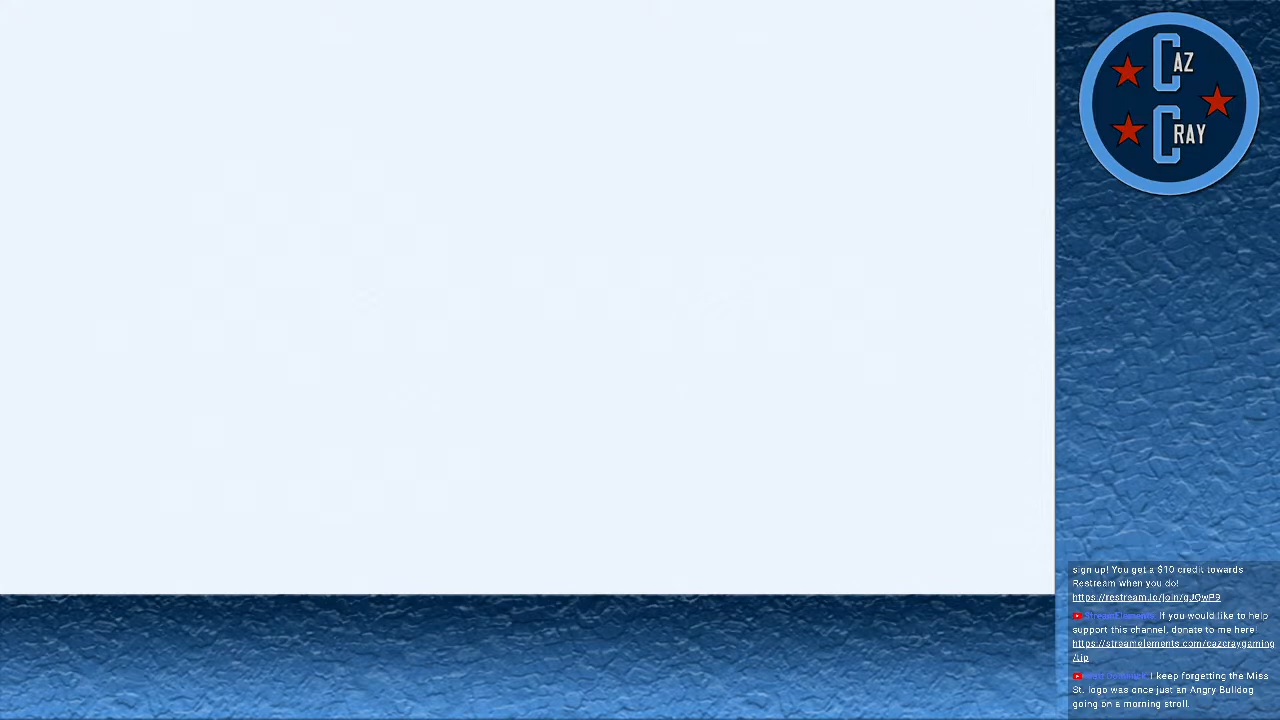 CAZ
CRAY
sign up! You get a $10 credit towards
Restream when you do!
https://restream.io/join/gJQwP9
StreamElements: If you would like to help
support this channel, donate to me here:
https://streamelements.com/cazcraygaming
/tip
I keep forgetting the Miss
St. logo was once just an Angry Bulldog
going on a morning stroll.